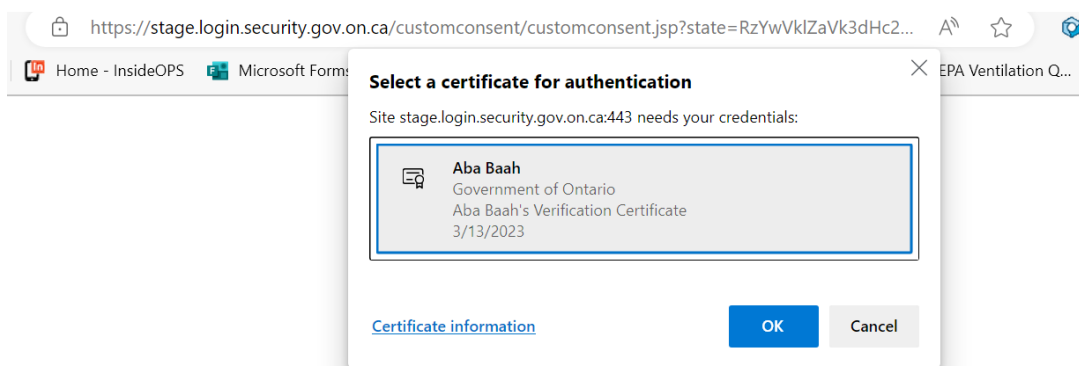 https://stage.login.security.gov.on.ca/customconsent/customconsent.jsp?state=RzYwVklZaVk3dHc2...
Home - InsideOPS Microsoft Forms EPA Ventilation Q...
Select a certificate for authentication
Site stage.login.security.gov.on.ca:443 needs your credentials:
Aba Baah
Government of Ontario
Aba Baah's Verification Certificate
3/13/2023
Certificate information OK Cancel